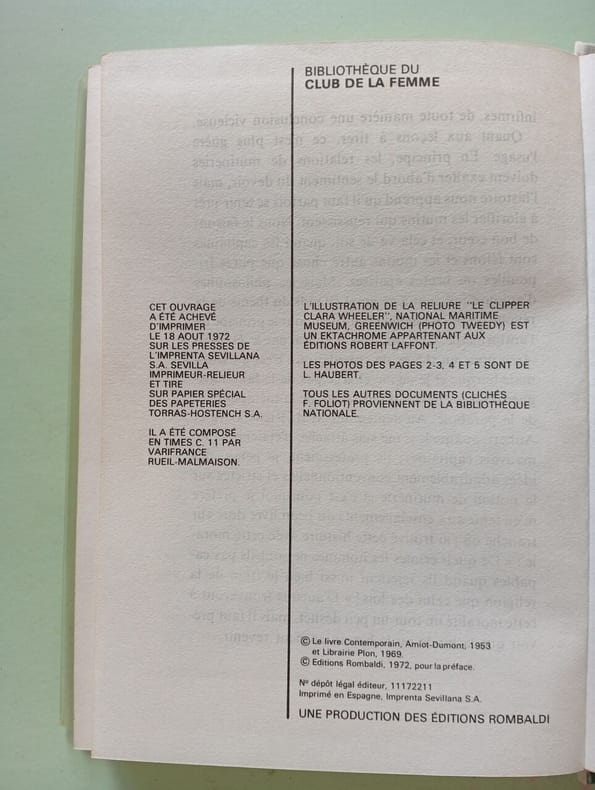 BIBLIOTHÈQUE DU
CLUB DE LA FEMME
CET OUVRAGE
A ÉTÉ ACHEVÉ
D'IMPRIMER
LE 18 AOUT 1972
SUR LES PRESSES DE
L'IMPRENTA SEVILLANA
S.A. SEVILLA
IMPRIMEUR-RELIEUR
ET TIRE
SUR PAPIER SPÉCIAL
DES PAPETERIES
TORRAS-HOSTENCH S.A.
IL A ÉTÉ COMPOSÉ
EN TIMES C. 11 PAR
VARIFRANCE
RUEIL-MALMAISON.
L'ILLUSTRATION DE LA RELIURE "LE CLIPPER
CLARA WHEELER", NATIONAL MARITIME
MUSEUM, GREENWICH (PHOTO TWEEDY) EST
UN EKTACHROME APPARTENANT AUX
ÉDITIONS ROBERT LAFFONT.
LES PHOTOS DES PAGES 2-3, 4 ET 5 SONT DE
L. HAUBERT.
TOUS LES AUTRES DOCUMENTS (CLICHÉS
F. FOLIOT) PROVIENNENT DE LA BIBLIOTHÈQUE
NATIONALE.
© Le livre Contemporain, Amiot-Dumont, 1953
et Librairie Plon, 1969.
© Editions Rombaldi, 1972, pour la préface.
N° dépôt légal éditeur, 11172211
Imprimé en Espagne, Imprenta Sevillana S.A.
UNE PRODUCTION DES ÉDITIONS ROMBALDI